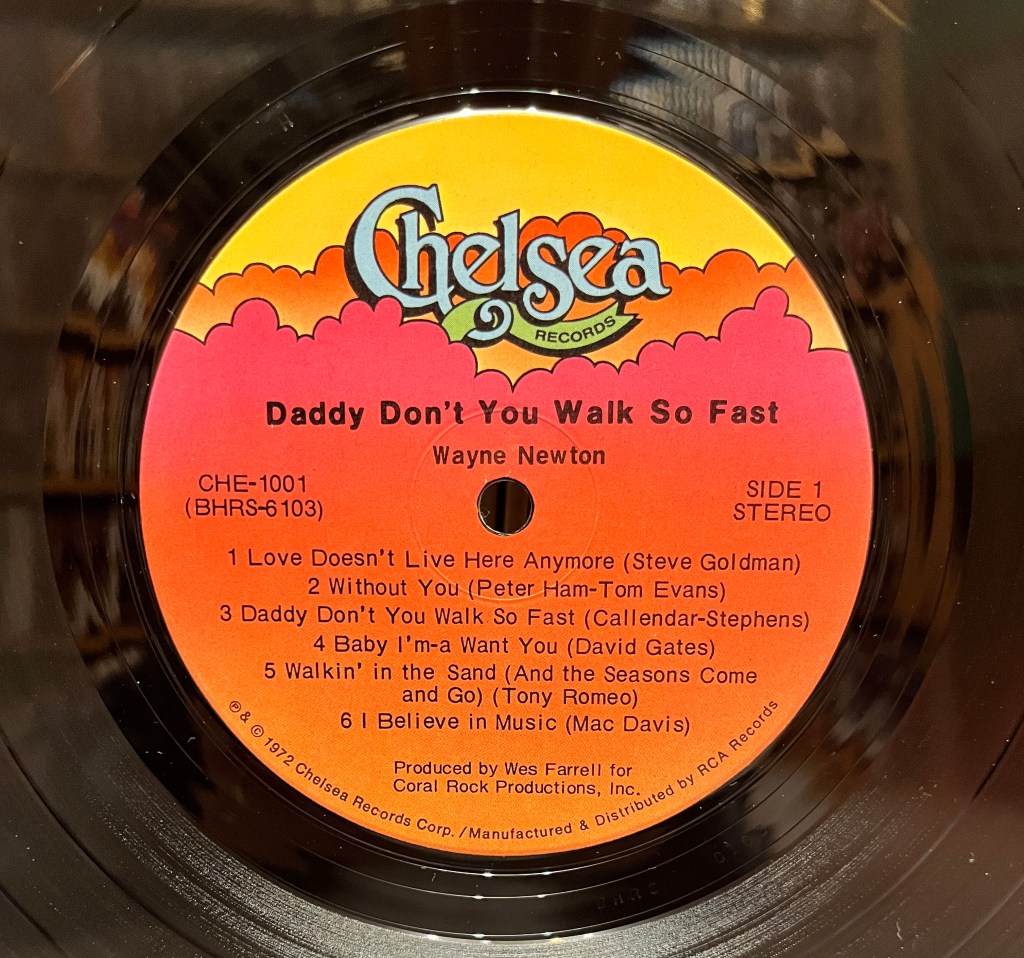 Chelsea
RECORDS
Daddy Don't You Walk So Fast
Wayne Newton
CHE-1001
(BHRS-6103)
SIDE 1
STEREO
1 Love Doesn't Live Here Anymore (Steve Goldman)
2 Without You (Peter Ham-Tom Evans)
3 Daddy Don't You Walk So Fast (Callendar-Stephens)
4 Baby I'm-a Want You (David Gates)
5 Walkin' in the Sand (And the Seasons Come
and Go) (Tony Romeo)
6 I Believe in Music (Mac Davis)
Produced by Wes Farrell for
Coral Rock Productions, Inc.
℗ & © 1972 Chelsea Records Corp. / Manufactured & Distributed by RCA Records